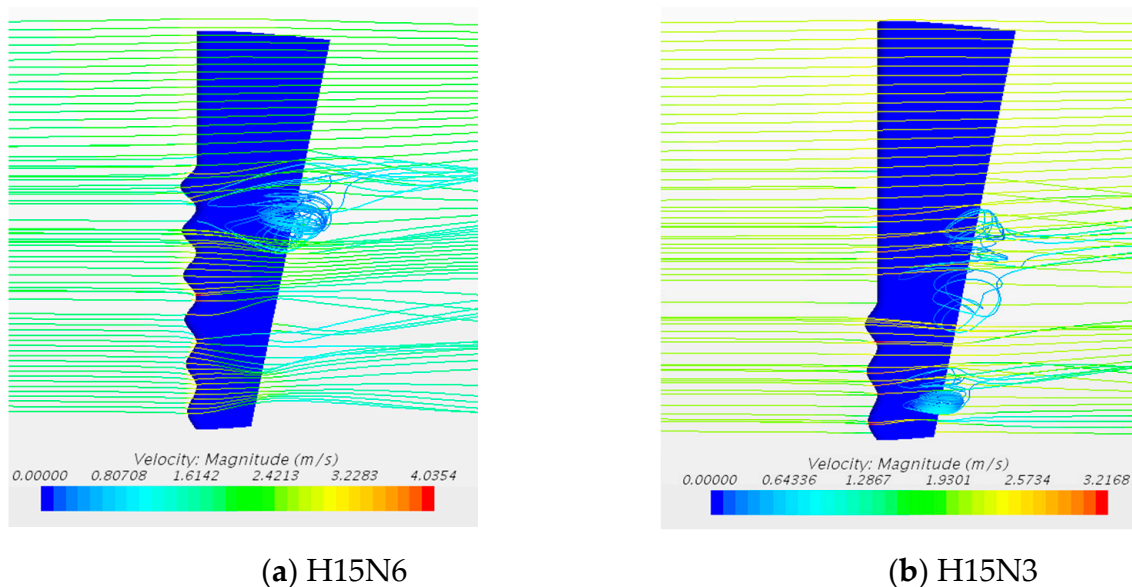 Velocity: Magnitude (m/s)
0.00000 0.80708 1.6142 2.4213 3.2283 4.0354
Velocity: Magnitude (m/s)
0.00000 0.64336 1.2867 1.9301 2.5734 3.2168
(a) H15N6
(b) H15N3